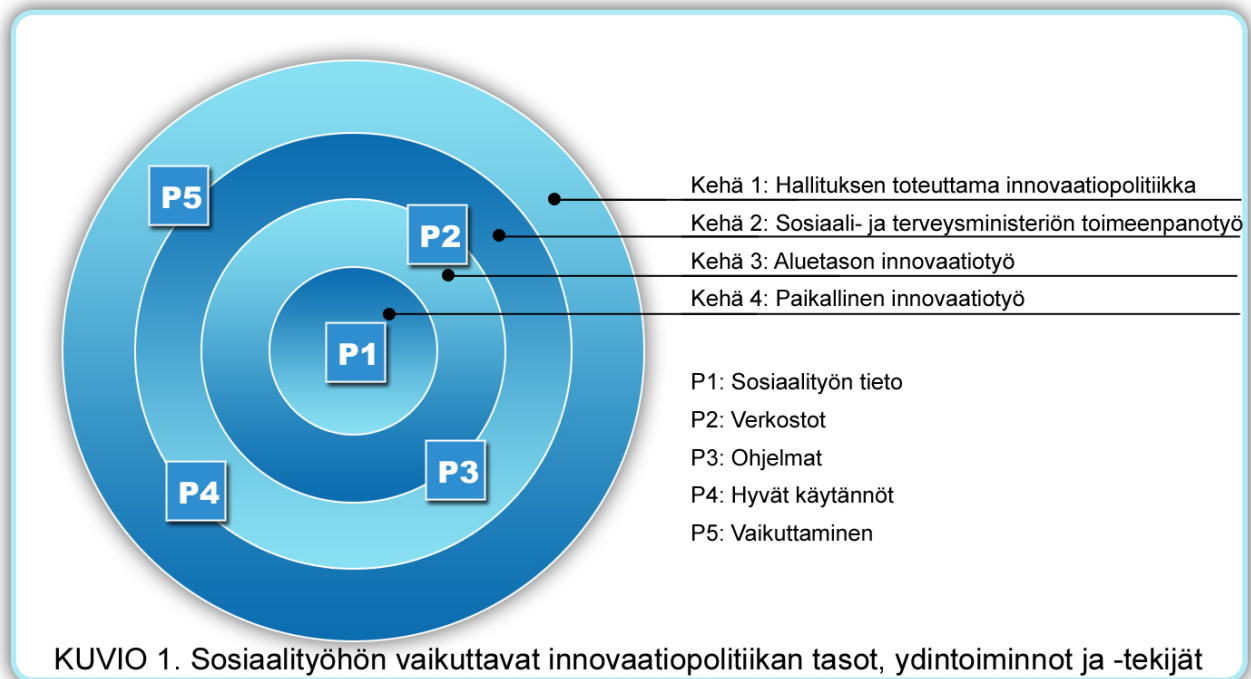 P5
P2
P1
P3
P4
Kehä 1: Hallituksen toteuttama innovaatiopolitiikka
Kehä 2: Sosiaali- ja terveysministeriön toimeenpanotyö
Kehä 3: Aluetason innovaatiotyö
Kehä 4: Paikallinen innovaatiotyö
P1: Sosiaalityön tieto
P2: Verkostot
P3: Ohjelmat
P4: Hyvät käytännöt
P5: Vaikuttaminen
KUVIO 1. Sosiaalityöhön vaikuttavat innovaatiopolitiikan tasot, ydintoiminnot ja -tekijät